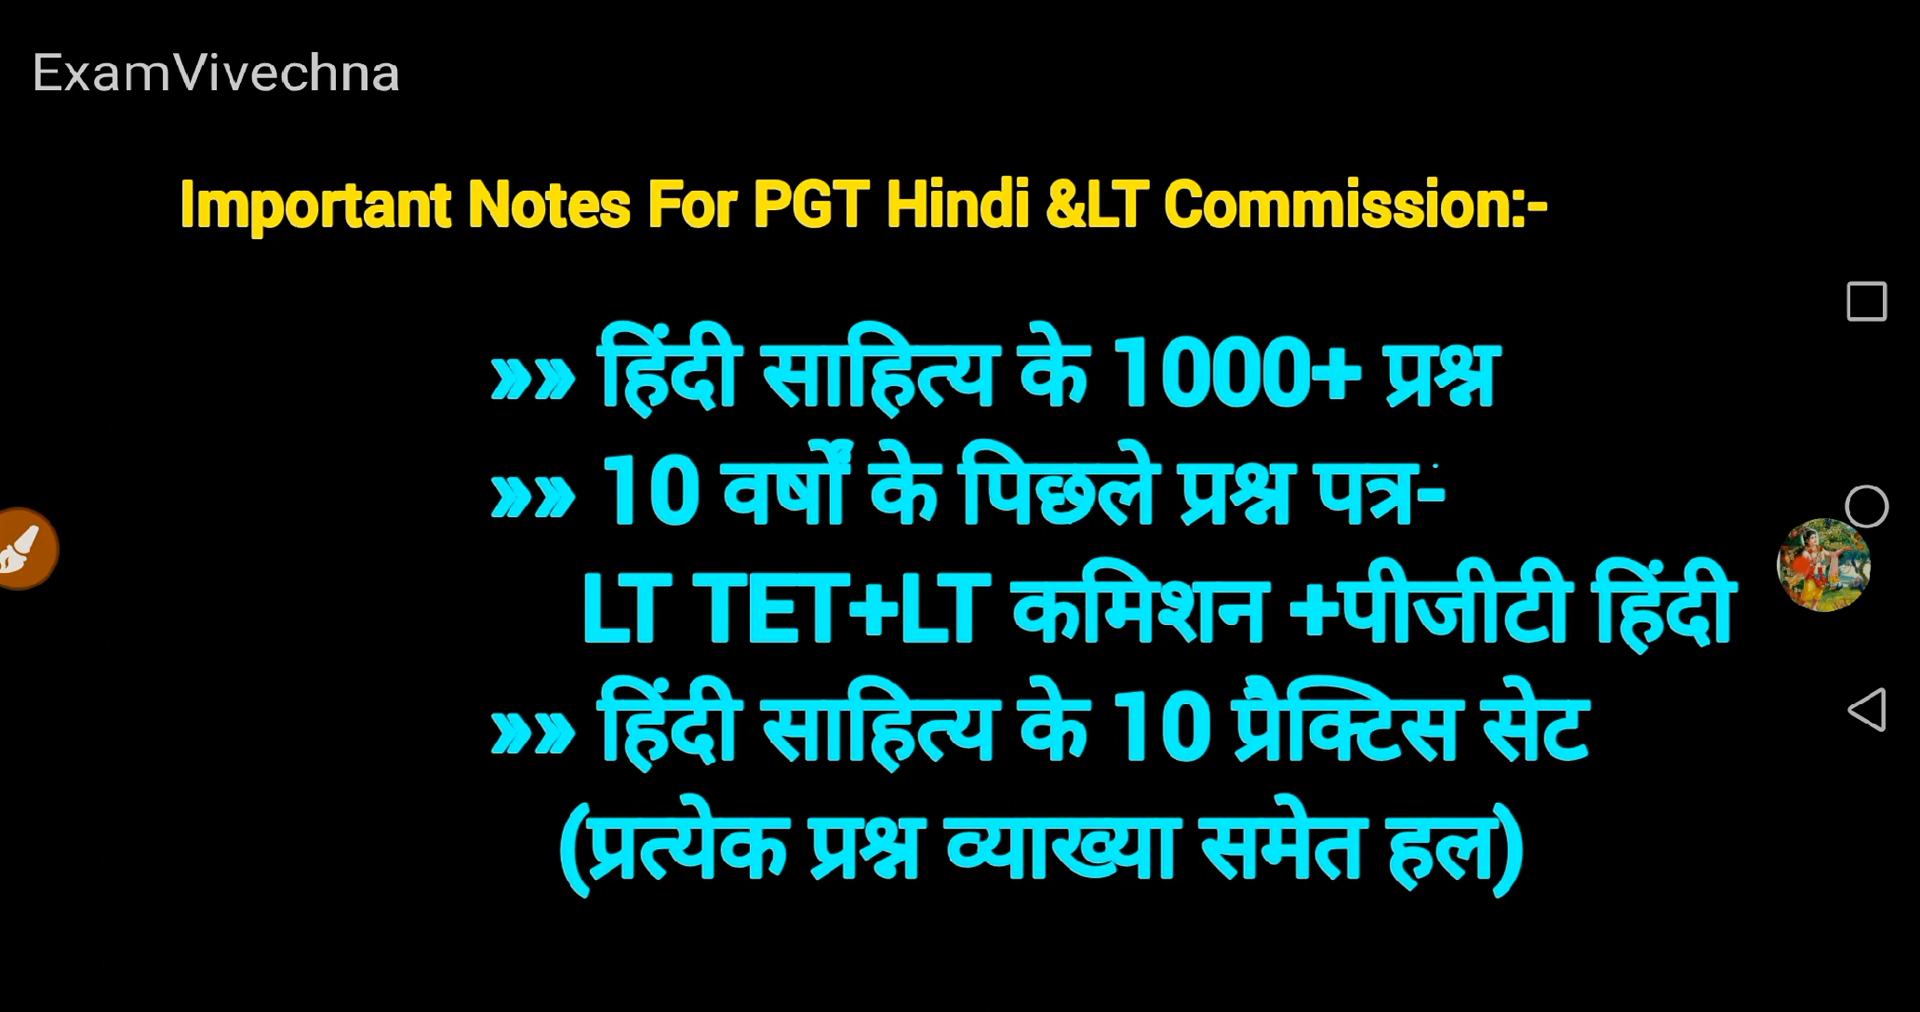 ExamVivechna
Important Notes For PGT Hindi &LT Commission:-
»» हिंदी साहित्य के 1000+ प्रश्न
»» 10 वर्षों के पिछले प्रश्न पत्र-
LT TET+LT कमिशन +पीजीटी हिंदी
»» हिंदी साहित्य के 10 प्रैक्टिस सेट
(प्रत्येक प्रश्न व्याख्या समेत हल)